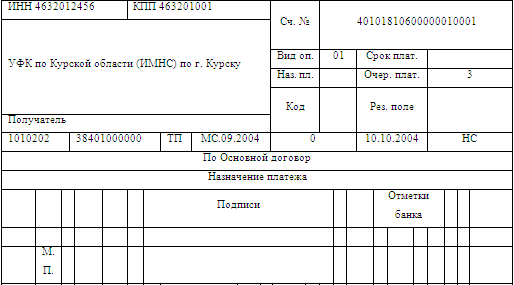 ИНН 4632012456 КПП 463201001 Сч. № 40101810600000010001
УФК по Курской области (ИМНС) по г. Курску
Вид оп. 01 Срок плат.
Наз. пл. Очер. плат. 3
Код Рез. поле
Получатель
1010202 38401000000 ТП МС.09.2004 0 10.10.2004 НС
По Основной договор
Назначение платежа
Подписи Отметки
банка
М.
П.